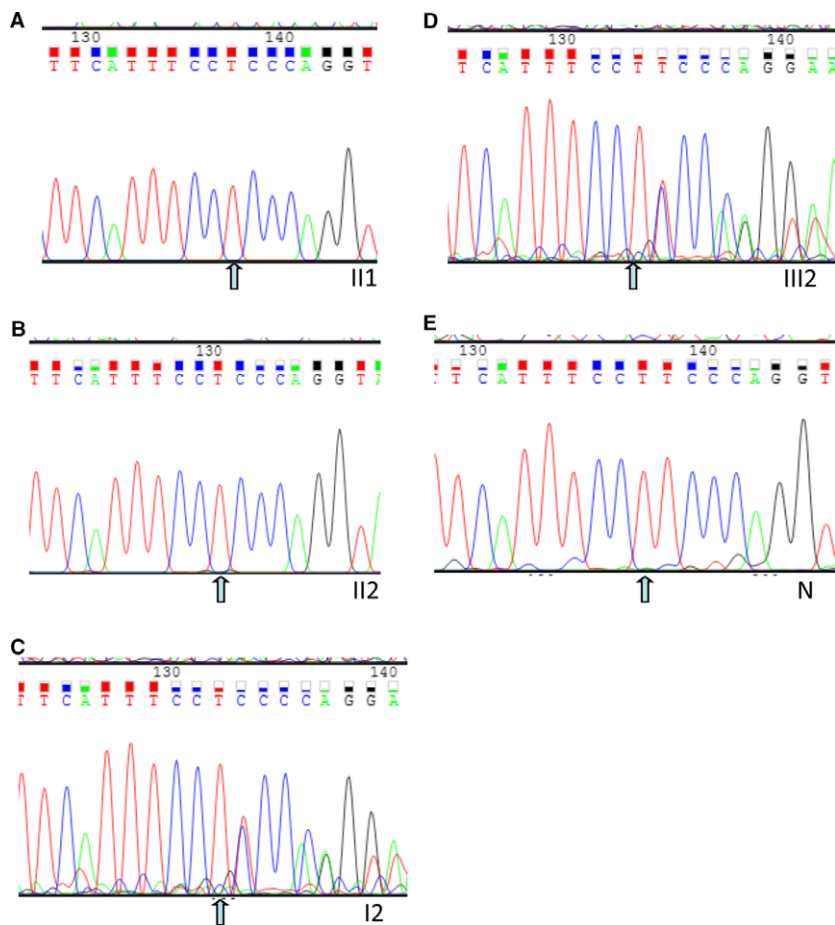 A
130 140
T T C A T T T C C T C C C A G G T
II1
B
130
T T C A T T T C C T C C C A G G T A
II2
C
130 140
T T C A T T T C C T C C C C A G G A
I2
D
130 140
T C A T T T C C T T C C C A G G A A
III2
E
130 140
T T C A T T T C C T T C C C A G G T
N